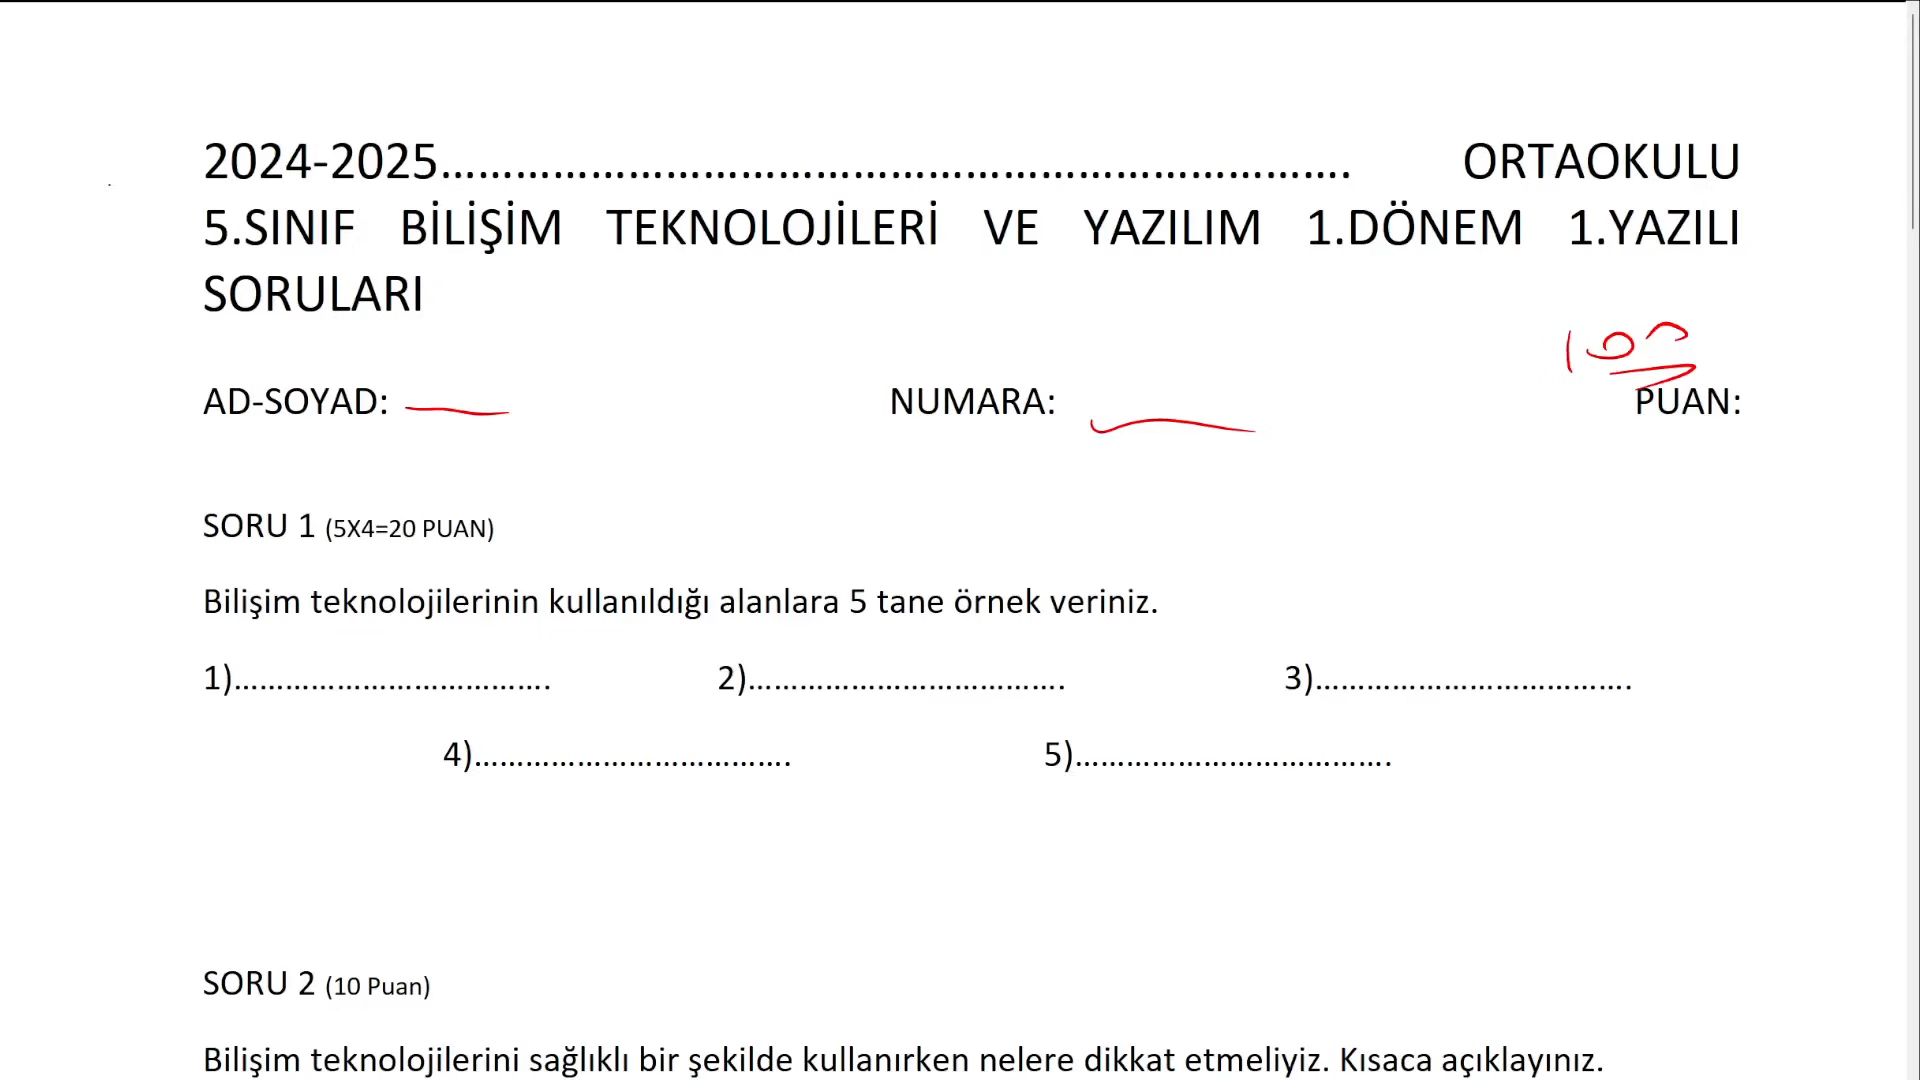 2024-2025.................................................................... ORTAOKULU
5.SINIF BİLİŞİM TEKNOLOJİLERİ VE YAZILIM 1.DÖNEM 1.YAZILI
SORULARI
100
AD-SOYAD: NUMARA: PUAN:
SORU 1 (5X4=20 PUAN)
Bilişim teknolojilerinin kullanıldığı alanlara 5 tane örnek veriniz.
1)..................................... 2)..................................... 3).....................................
4)..................................... 5).....................................
SORU 2 (10 Puan)
Bilişim teknolojilerini sağlıklı bir şekilde kullanırken nelere dikkat etmeliyiz. Kısaca açıklayınız.